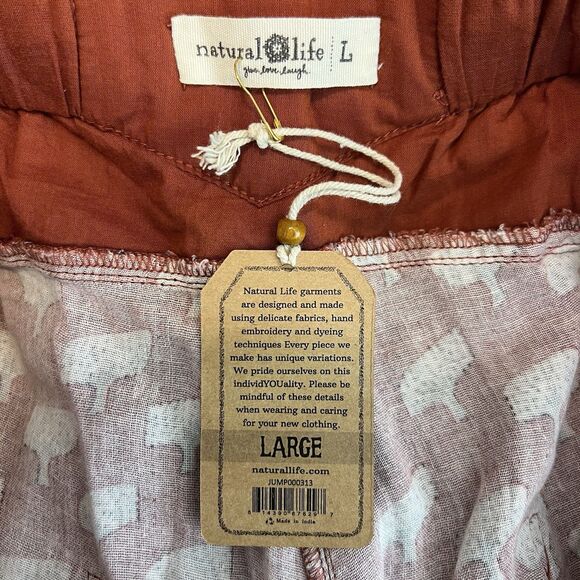 natural life L
give. love. laugh.
Natural Life garments
are designed and made
using delicate fabrics, hand
embroidery and dyeing
techniques Every piece we
make has unique variations.
We pride ourselves on this
individYOUality. Please be
mindful of these details
when wearing and caring
for your new clothing.
LARGE
naturallife.com
JUMP000313
Made in India